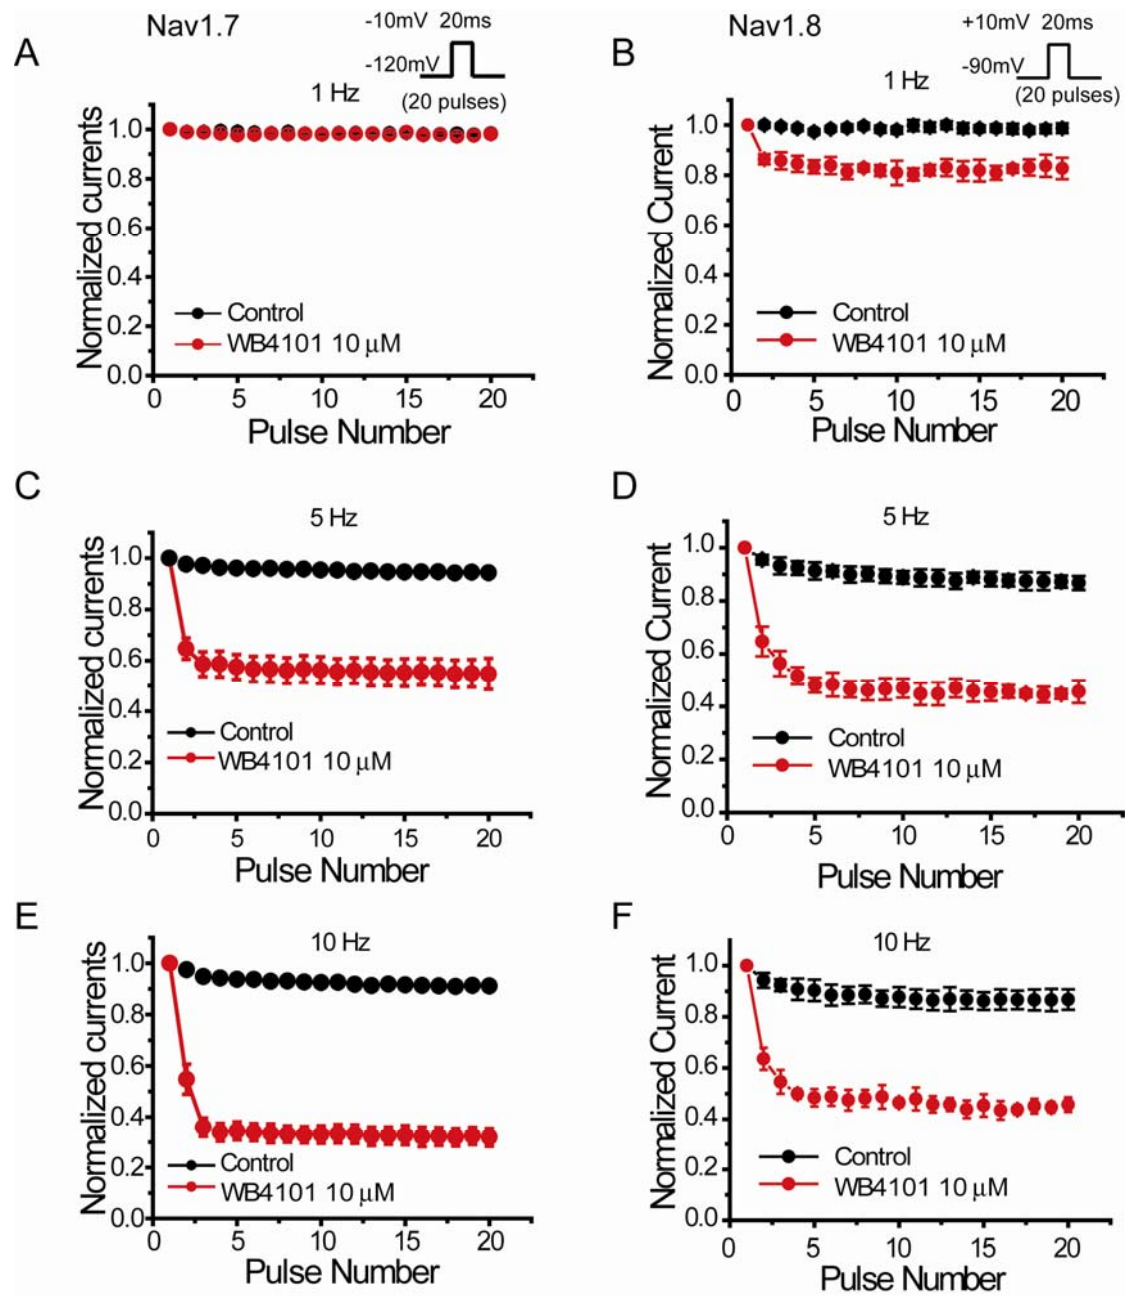 A
Nav1.7
-10mV 20ms
-120mV
(20 pulses)
1 Hz
Normalized currents
1.0
0.8
0.6
0.4
0.2
0.0
Control
WB4101 10 μM
0 5 10 15 20
Pulse Number
B
Nav1.8
+10mV 20ms
-90mV
(20 pulses)
1 Hz
Normalized Current
1.0
0.8
0.6
0.4
0.2
0.0
Control
WB4101 10 μM
0 5 10 15 20
Pulse Number
C
5 Hz
Normalized currents
1.0
0.8
0.6
0.4
0.2
0.0
Control
WB4101 10 μM
0 5 10 15 20
Pulse Number
D
5 Hz
Normalized Current
1.0
0.8
0.6
0.4
0.2
0.0
Control
WB4101 10 μM
0 5 10 15 20
Pulse Number
E
10 Hz
Normalized currents
1.0
0.8
0.6
0.4
0.2
0.0
Control
WB4101 10 μM
0 5 10 15 20
Pulse Number
F
10 Hz
Normalized Current
1.0
0.8
0.6
0.4
0.2
0.0
Control
WB4101 10 μM
0 5 10 15 20
Pulse Number